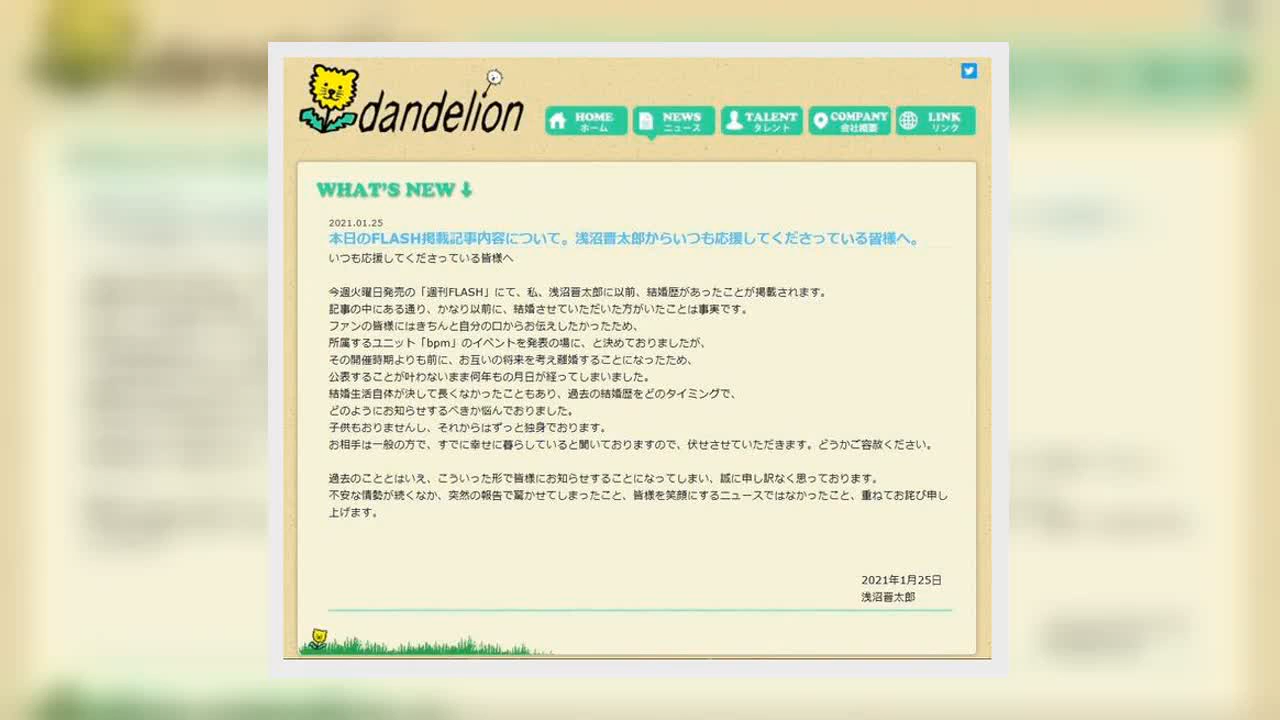 dandelion
HOME
ホーム
NEWS
ニュース
TALENT
タレント
COMPANY
会社概要
LINK
リンク
WHAT'S NEW
2021.01.25
本日のFLASH掲載記事内容について。浅沼晋太郎からいつも応援してくださっている皆様へ。
いつも応援してくださっている皆様へ
今週火曜日発売の「週刊FLASH」にて、私、浅沼晋太郎に以前、結婚歴があったことが掲載されます。
記事の中にある通り、かなり以前に、結婚させていただいた方がいたことは事実です。
ファンの皆様にはきちんと自分の口からお伝えしたかったため、
所属するユニット「bpm」のイベントを発表の場に、と決めておりましたが、
その開催時期よりも前に、お互いの将来を考え離婚することになったため、
公表することが叶わないまま何年もの月日が経ってしまいました。
結婚生活自体が決して長くなかったこともあり、過去の結婚歴をどのタイミングで、
どのようにお知らせするべきか悩んでおりました。
子供もおりませんし、それからはずっと独身でおります。
お相手は一般の方で、すでに幸せに暮らしていると聞いておりますので、伏せさせていただきます。どうかご容赦ください。
過去のこととはいえ、こういった形で皆様にお知らせすることになってしまい、誠に申し訳なく思っております。
不安な情勢が続くなか、突然の報告で驚かせてしまったこと、皆様を笑顔にするニュースではなかったこと、重ねてお詫び申し
上げます。
2021年1月25日
浅沼晋太郎